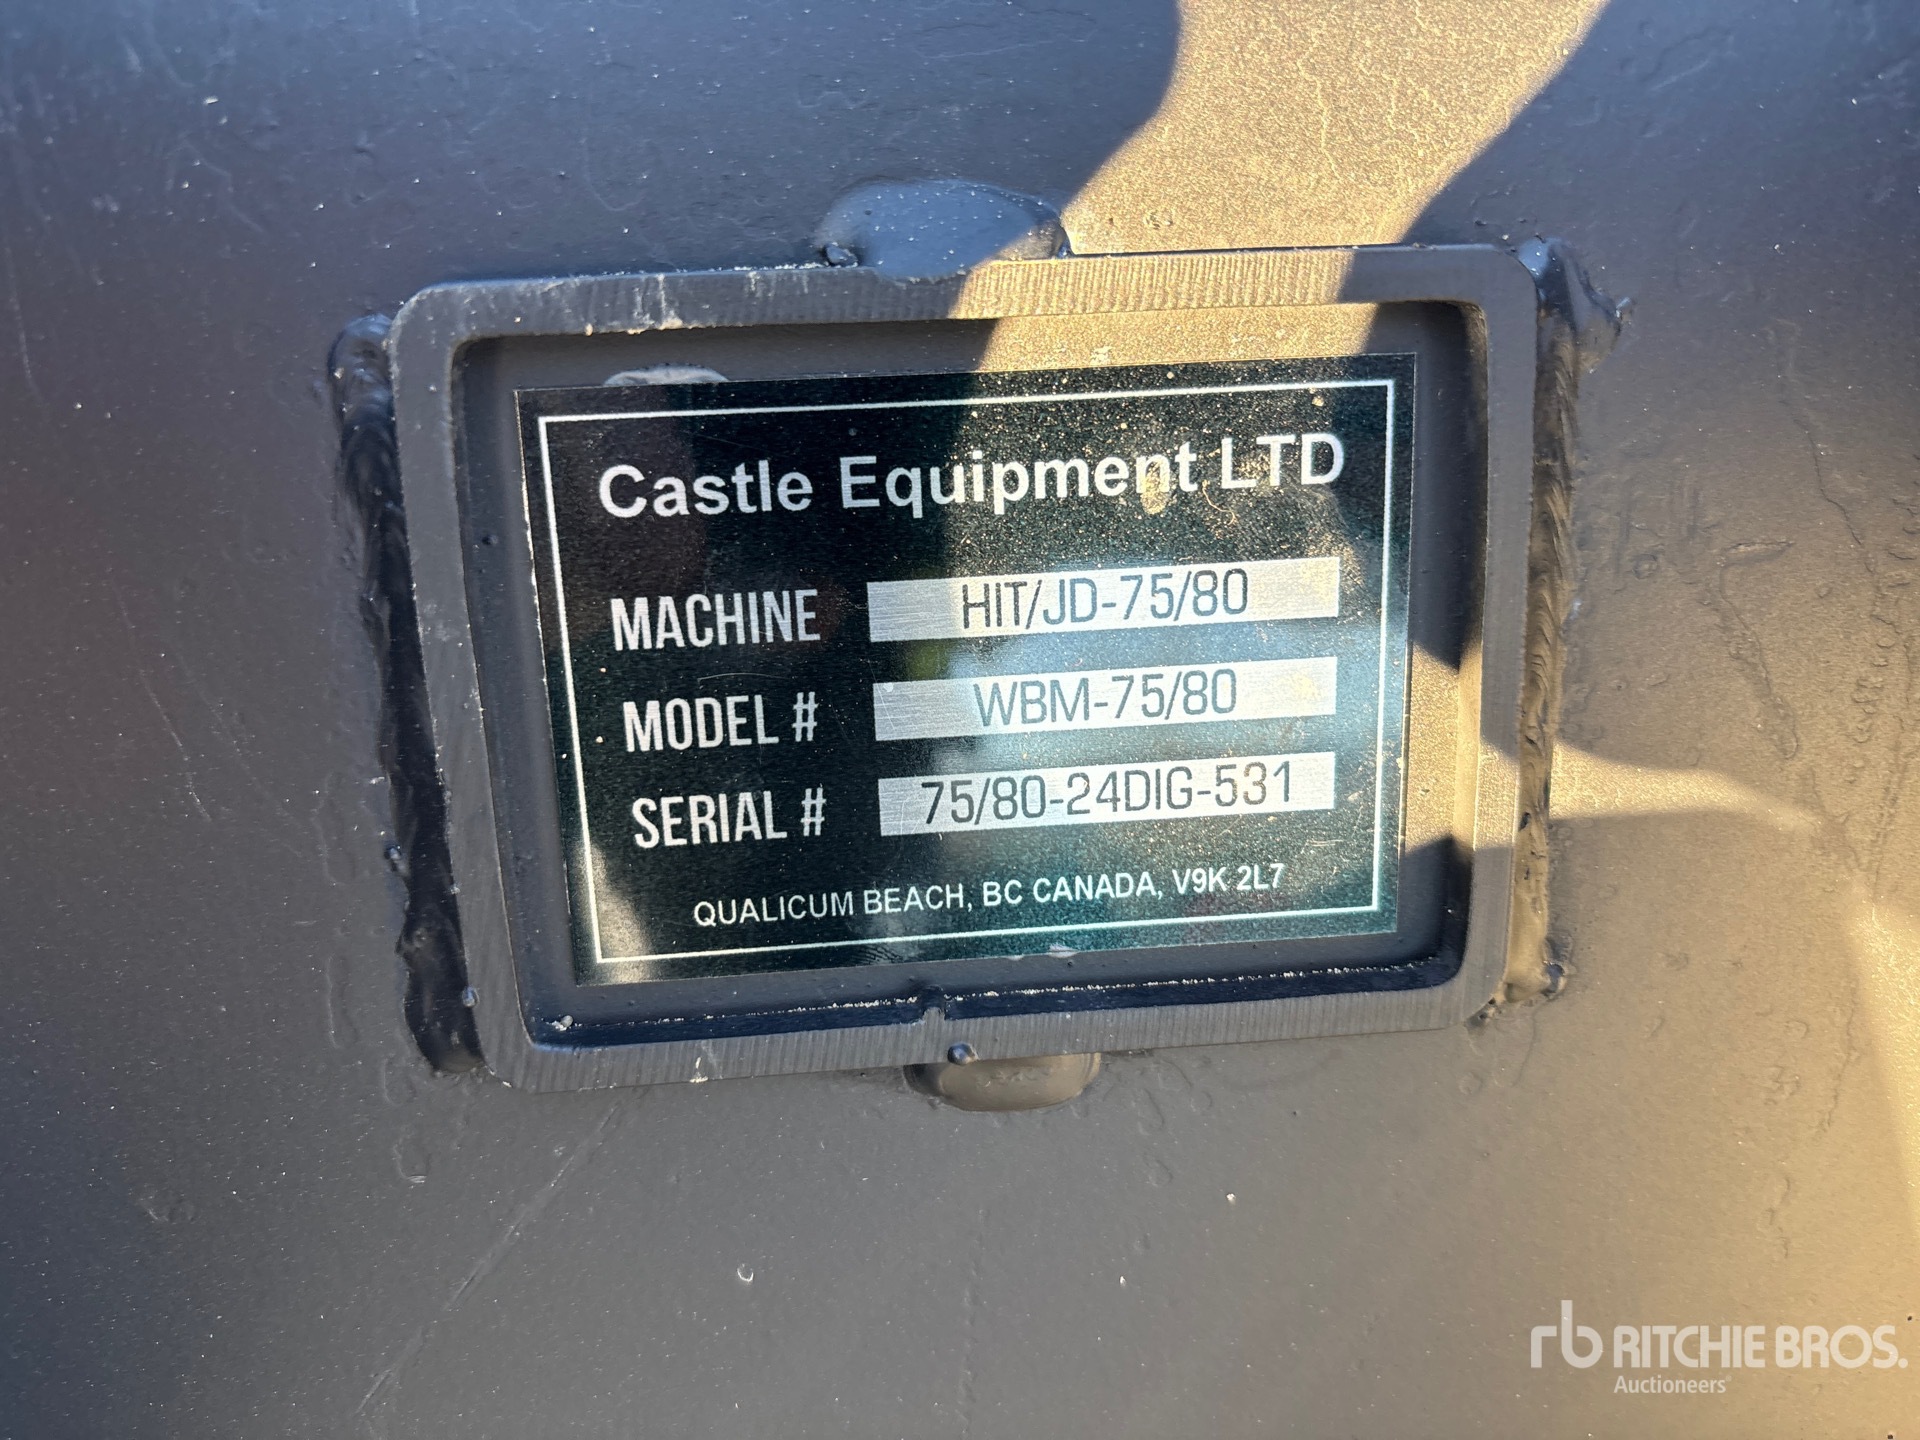 Castle Equipment LTD
MACHINE HIT/JD-75/80
MODEL # WBM-75/80
SERIAL # 75/80-24DIG-531
QUALICUM BEACH, BC CANADA, V9K 2L7
rb RITCHIE BROS.
Auctioneers